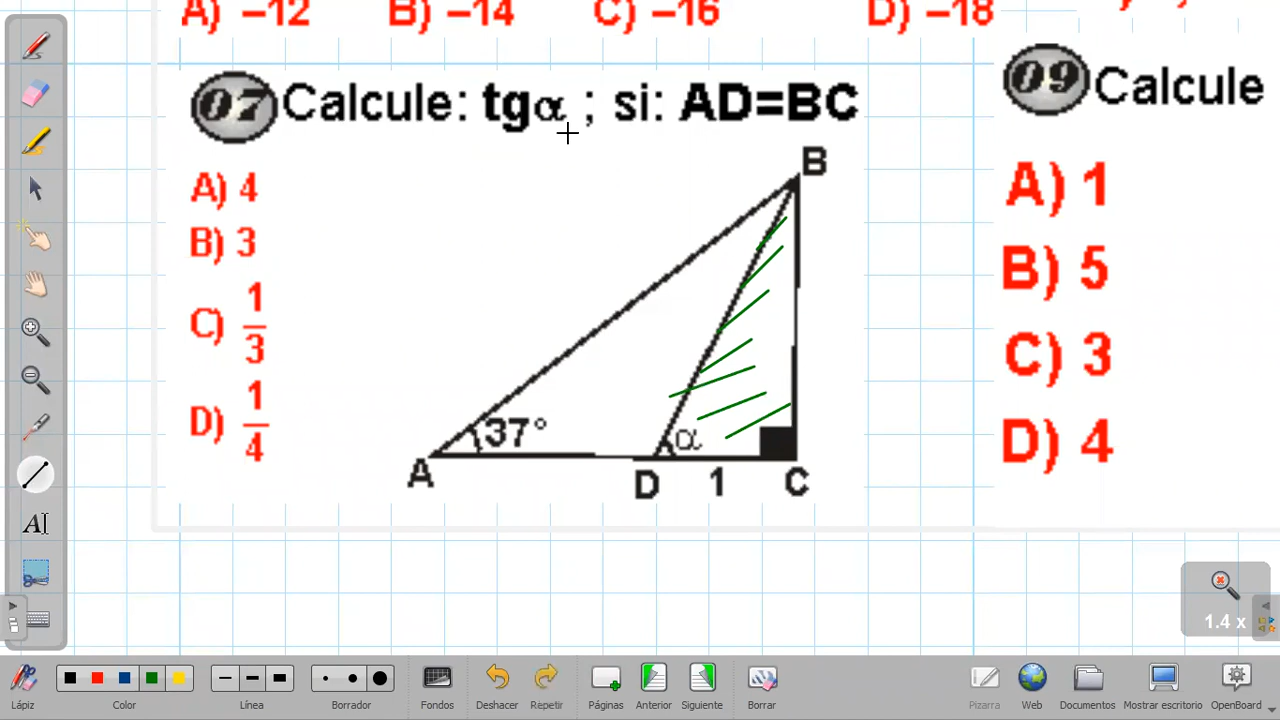 A) –12 B) –14 C) –16 D) –18
07 Calcule: tgα ; si: AD=BC
A) 4
B) 3
C) 1/3
D) 1/4
B
37°
α
A
D 1 C
09 Calcule
A) 1
B) 5
C) 3
D) 4
AI
1.4 x
Lápiz
Color
Línea
Borrador
Fondos
Deshacer
Repetir
Páginas
Anterior
Siguiente
Borrar
Pizarra
Web
Documentos
Mostrar escritorio
OpenBoard